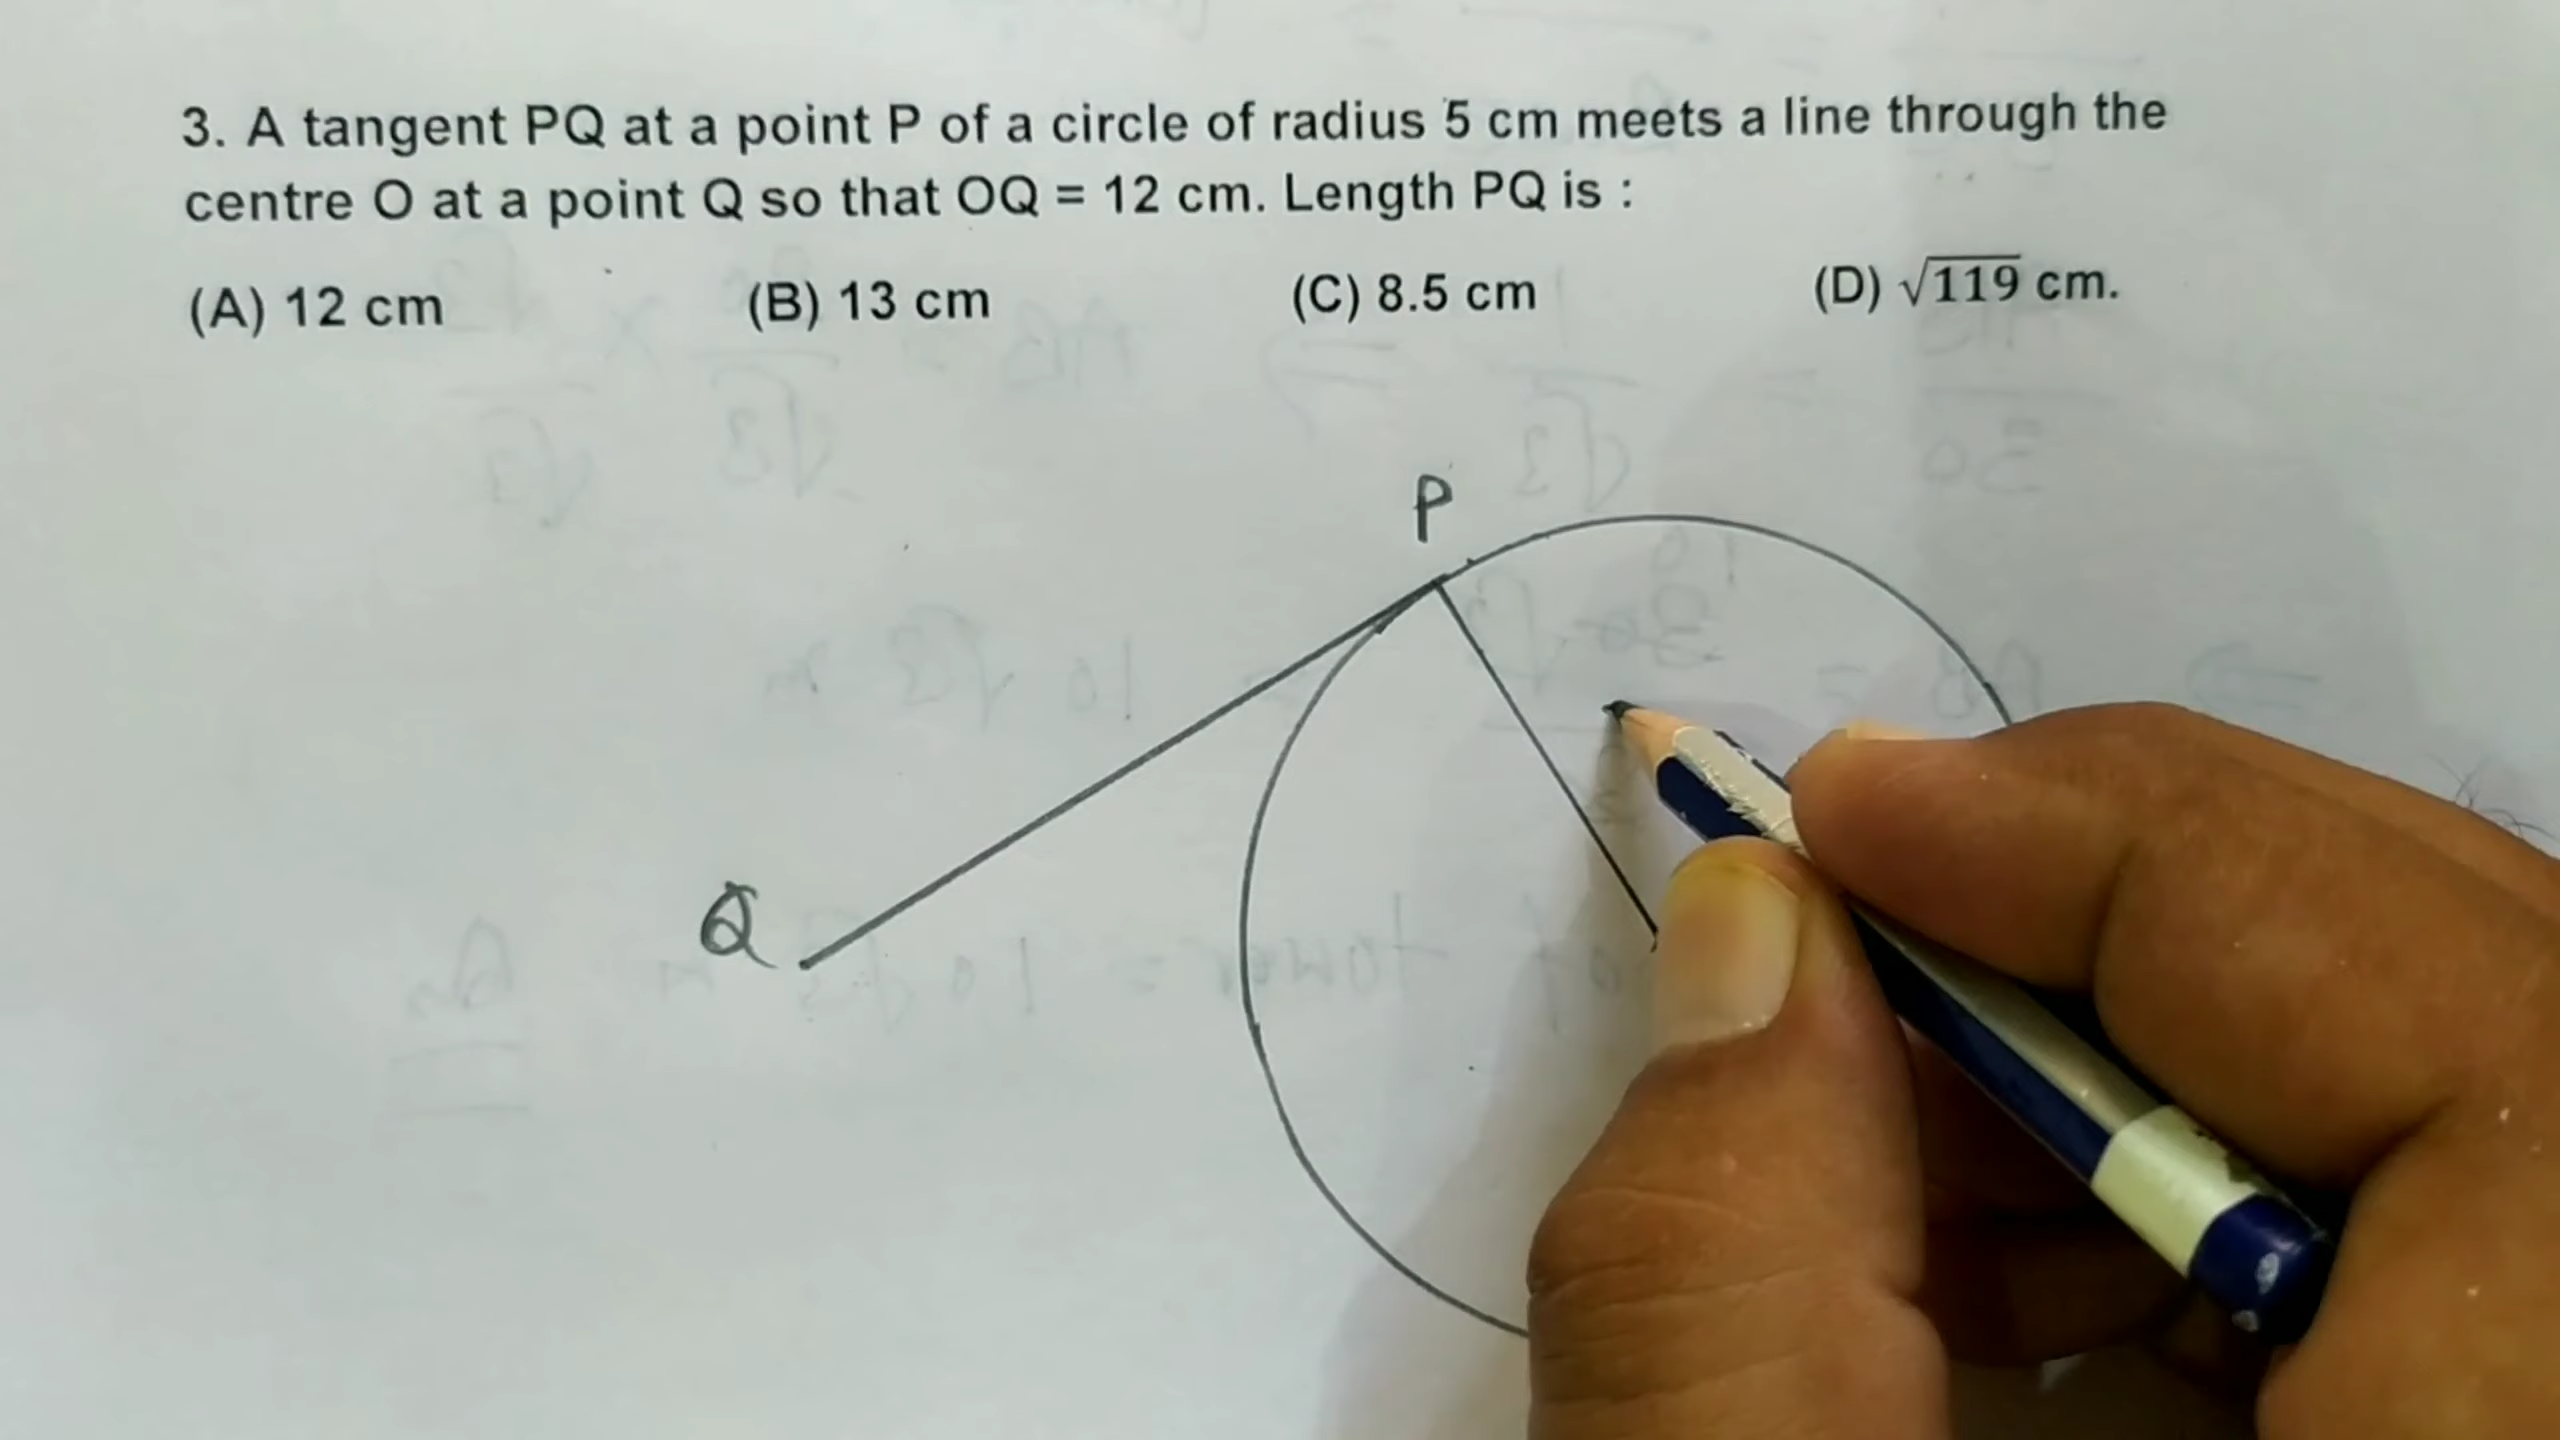 3. A tangent PQ at a point P of a circle of radius 5 cm meets a line through the
centre O at a point Q so that OQ = 12 cm. Length PQ is :
(A) 12 cm (B) 13 cm (C) 8.5 cm (D) √119 cm.
P
Q